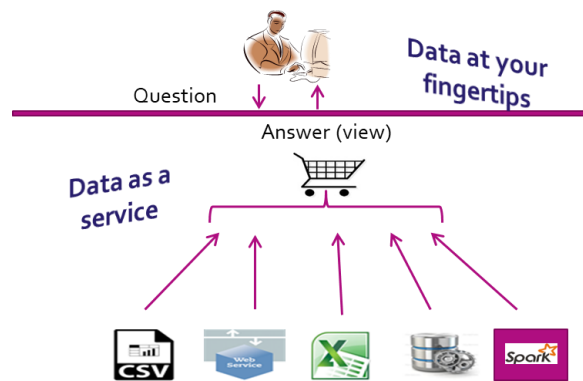 Data at your
fingertips
Question
Answer (view)
Data as a
service
CSV
Web
Service
X
Spark